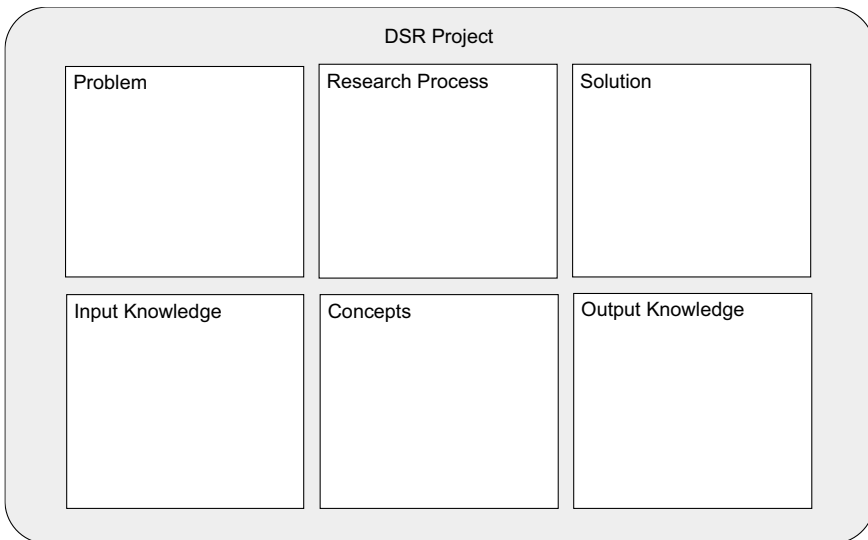 DSR Project
Problem
Research Process
Solution
Input Knowledge
Concepts
Output Knowledge